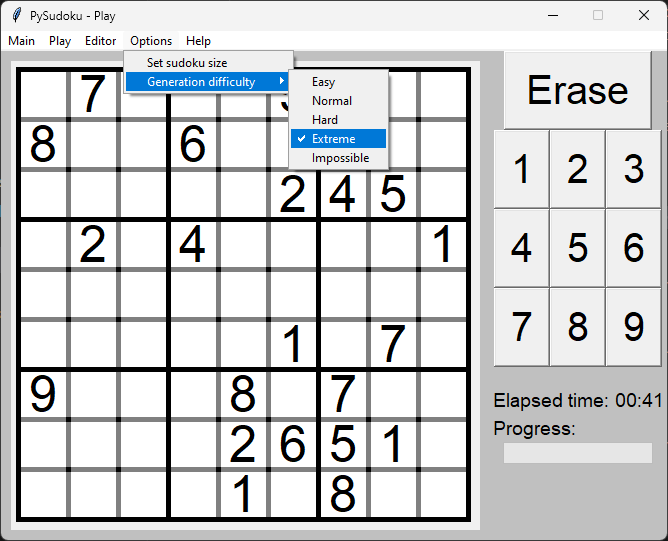 PySudoku - Play
Main Play Editor Options Help
Set sudoku size
Generation difficulty
Easy
Normal
Hard
Extreme
Impossible
Erase
7
8 6
2 4 5
2 4 1
1 7
9 8 7
2 6 5 1
1 8
1 2 3
4 5 6
7 8 9
Elapsed time: 00:41
Progress: